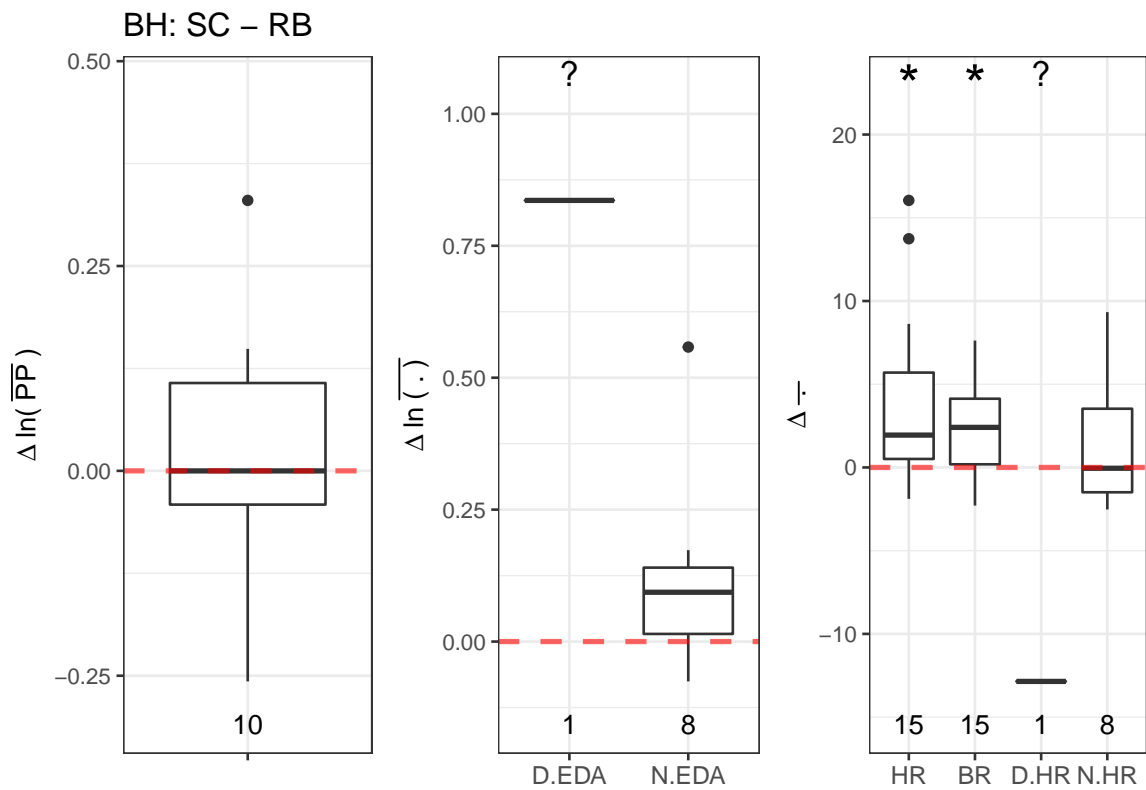 BH: SC − RB
Δ ln( P̅P̅ )
0.50
0.25
0.00
−0.25
10
Δ ln ( . )
1.00
0.75
0.50
0.25
0.00
?
1 8
D.EDA N.EDA
Δ .
20
10
0
−10
* * ?
15 15 1 8
HR BR D.HR N.HR